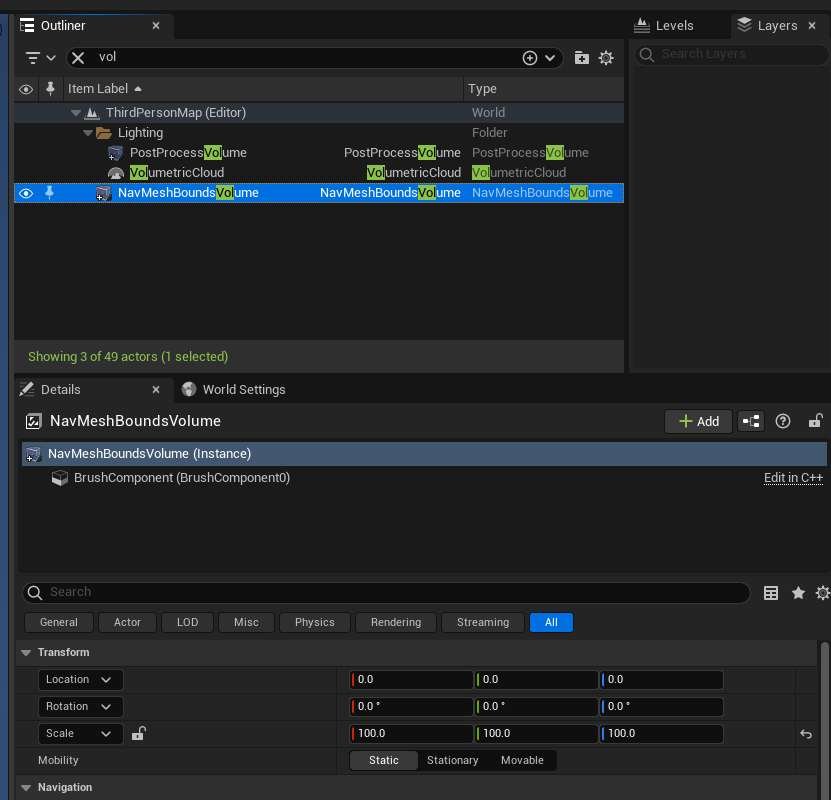 Outliner
Levels
Layers
vol
Search Layers
Item Label
Type
ThirdPersonMap (Editor)
World
Lighting
Folder
PostProcessVolume
PostProcessVolume
PostProcessVolume
VolumetricCloud
VolumetricCloud
VolumetricCloud
NavMeshBoundsVolume
NavMeshBoundsVolume
NavMeshBoundsVolume
Showing 3 of 49 actors (1 selected)
Details
World Settings
NavMeshBoundsVolume
Add
NavMeshBoundsVolume (Instance)
BrushComponent (BrushComponent0)
Edit in C++
Search
General
Actor
LOD
Misc
Physics
Rendering
Streaming
All
Transform
Location
0.0
0.0
0.0
Rotation
0.0 °
0.0 °
0.0 °
Scale
100.0
100.0
100.0
Mobility
Static
Stationary
Movable
Navigation